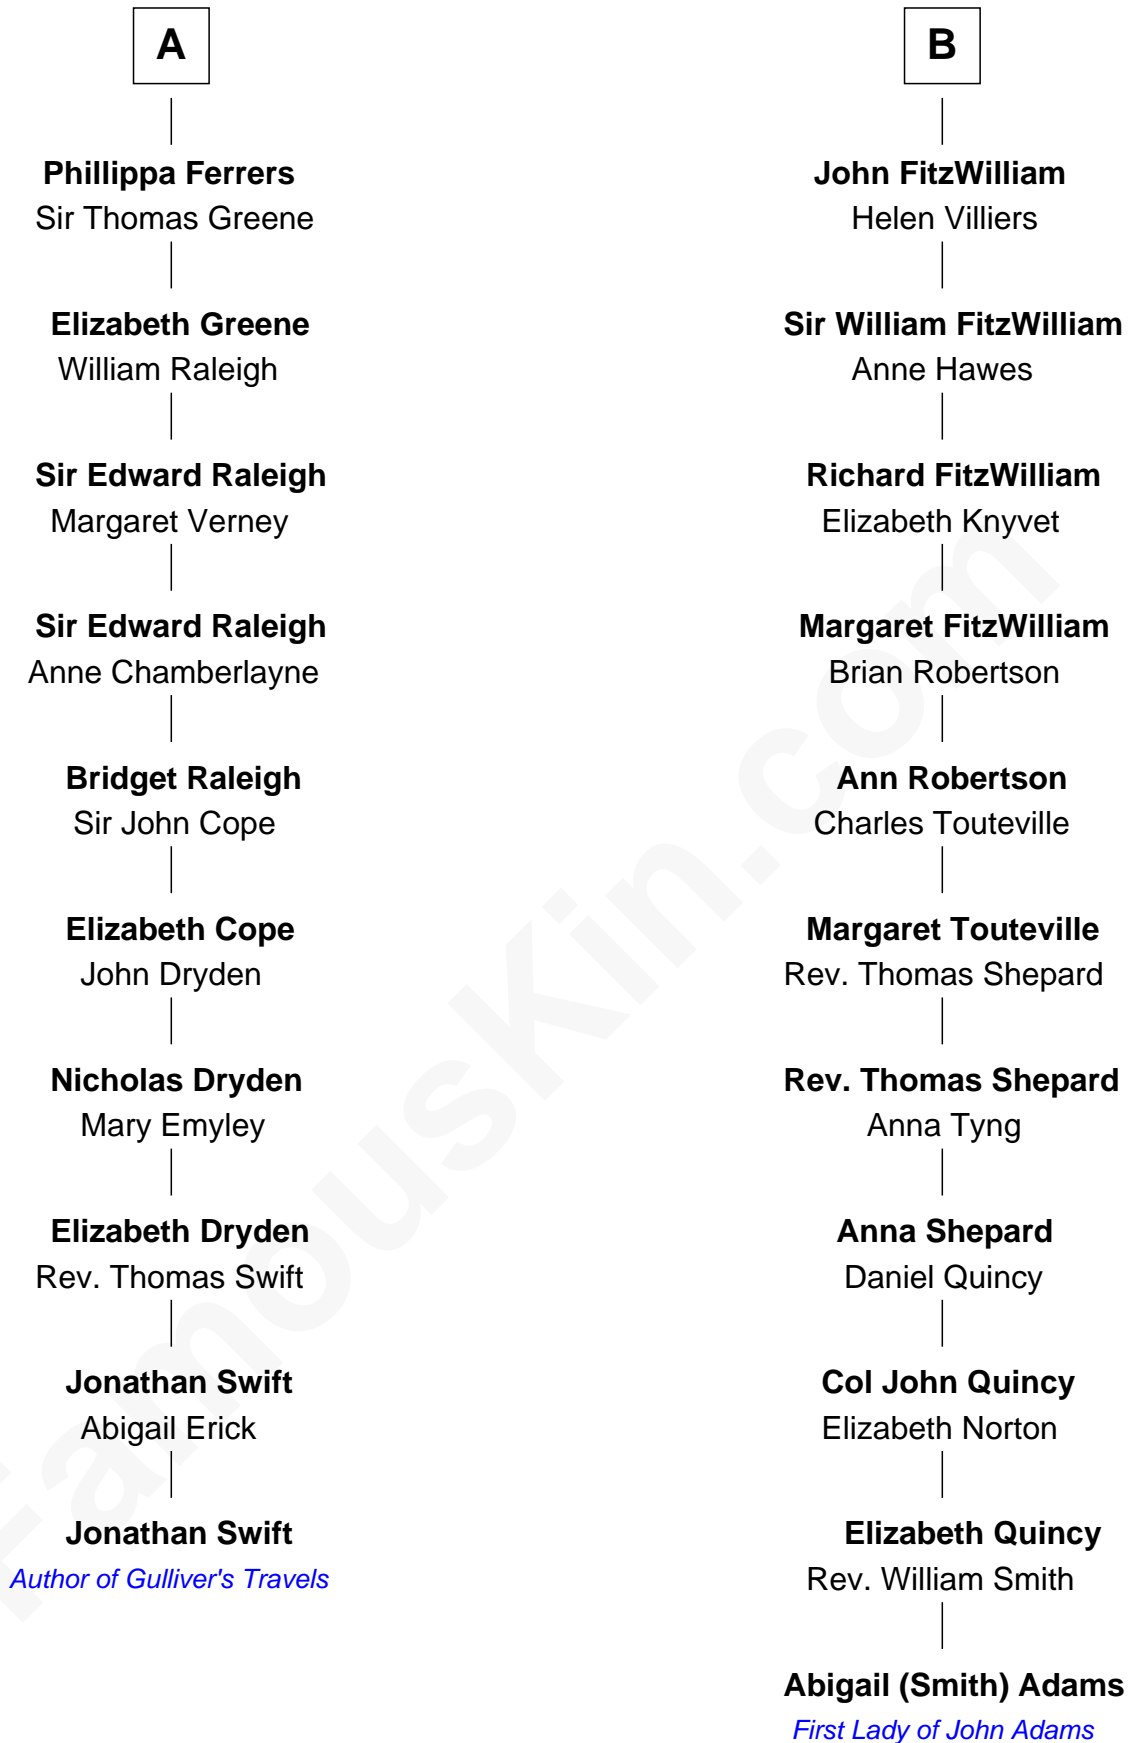 A
Phillippa Ferrers
Sir Thomas Greene
Elizabeth Greene
William Raleigh
Sir Edward Raleigh
Margaret Verney
Sir Edward Raleigh
Anne Chamberlayne
Bridget Raleigh
Sir John Cope
Elizabeth Cope
John Dryden
Nicholas Dryden
Mary Emyley
Elizabeth Dryden
Rev. Thomas Swift
Jonathan Swift
Abigail Erick
Jonathan Swift
Author of Gulliver's Travels
B
John FitzWilliam
Helen Villiers
Sir William FitzWilliam
Anne Hawes
Richard FitzWilliam
Elizabeth Knyvet
Margaret FitzWilliam
Brian Robertson
Ann Robertson
Charles Touteville
Margaret Touteville
Rev. Thomas Shepard
Rev. Thomas Shepard
Anna Tyng
Anna Shepard
Daniel Quincy
Col John Quincy
Elizabeth Norton
Elizabeth Quincy
Rev. William Smith
Abigail (Smith) Adams
First Lady of John Adams
FamousKin.com